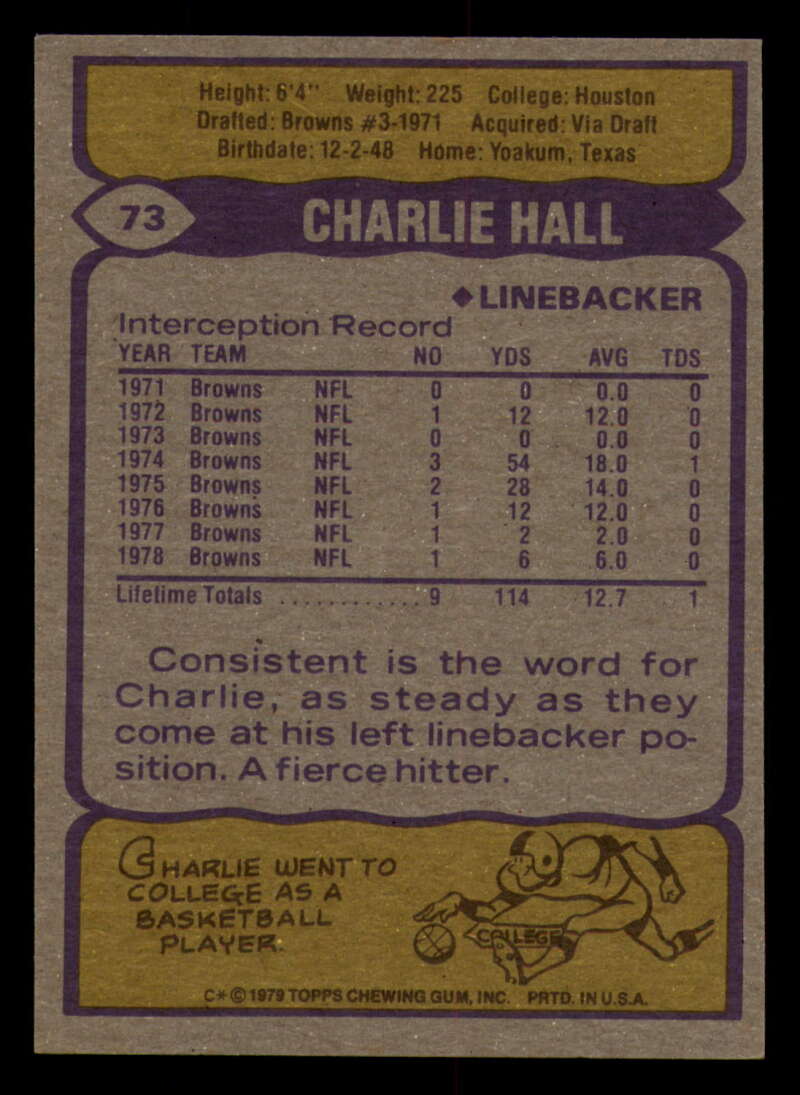 Height: 6'4" Weight: 225 College: Houston
Drafted: Browns #3-1971 Acquired: Via Draft
Birthdate: 12-2-48 Home: Yoakum, Texas
73 CHARLIE HALL
♦LINEBACKER
Interception Record
YEAR TEAM NO YDS AVG TDS
1971 Browns NFL 0 0 0.0 0
1972 Browns NFL 1 12 12.0 0
1973 Browns NFL 0 0 0.0 0
1974 Browns NFL 3 54 18.0 1
1975 Browns NFL 2 28 14.0 0
1976 Browns NFL 1 12 12.0 0
1977 Browns NFL 1 2 2.0 0
1978 Browns NFL 1 6 6.0 0
Lifetime Totals ............ 9 114 12.7 1
Consistent is the word for
Charlie, as steady as they
come at his left linebacker po-
sition. A fierce hitter.
CHARLIE WENT TO
COLLEGE AS A
BASKETBALL
PLAYER.
COLLEGE
C*©1979 TOPPS CHEWING GUM, INC. PRTD. IN U.S.A.